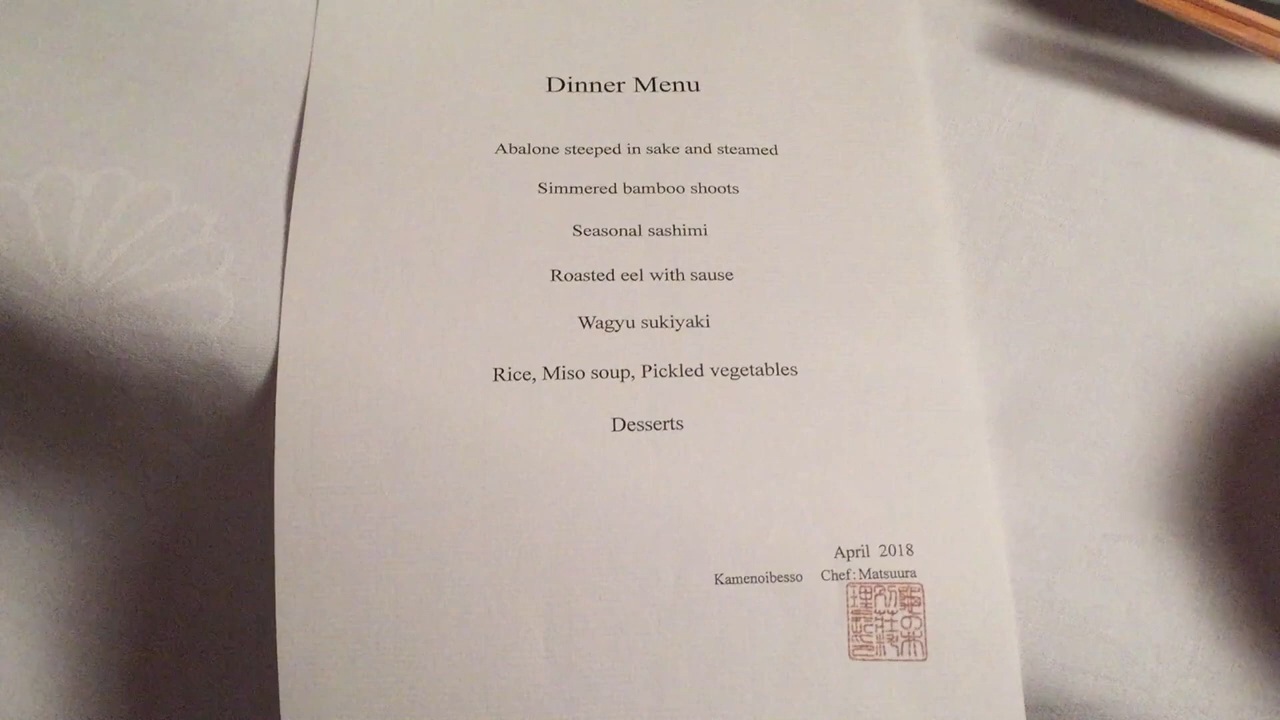 Dinner Menu
Abalone steeped in sake and steamed
Simmered bamboo shoots
Seasonal sashimi
Roasted eel with sause
Wagyu sukiyaki
Rice, Miso soup, Pickled vegetables
Desserts
April 2018
Kamenoibesso Chef: Matsuura